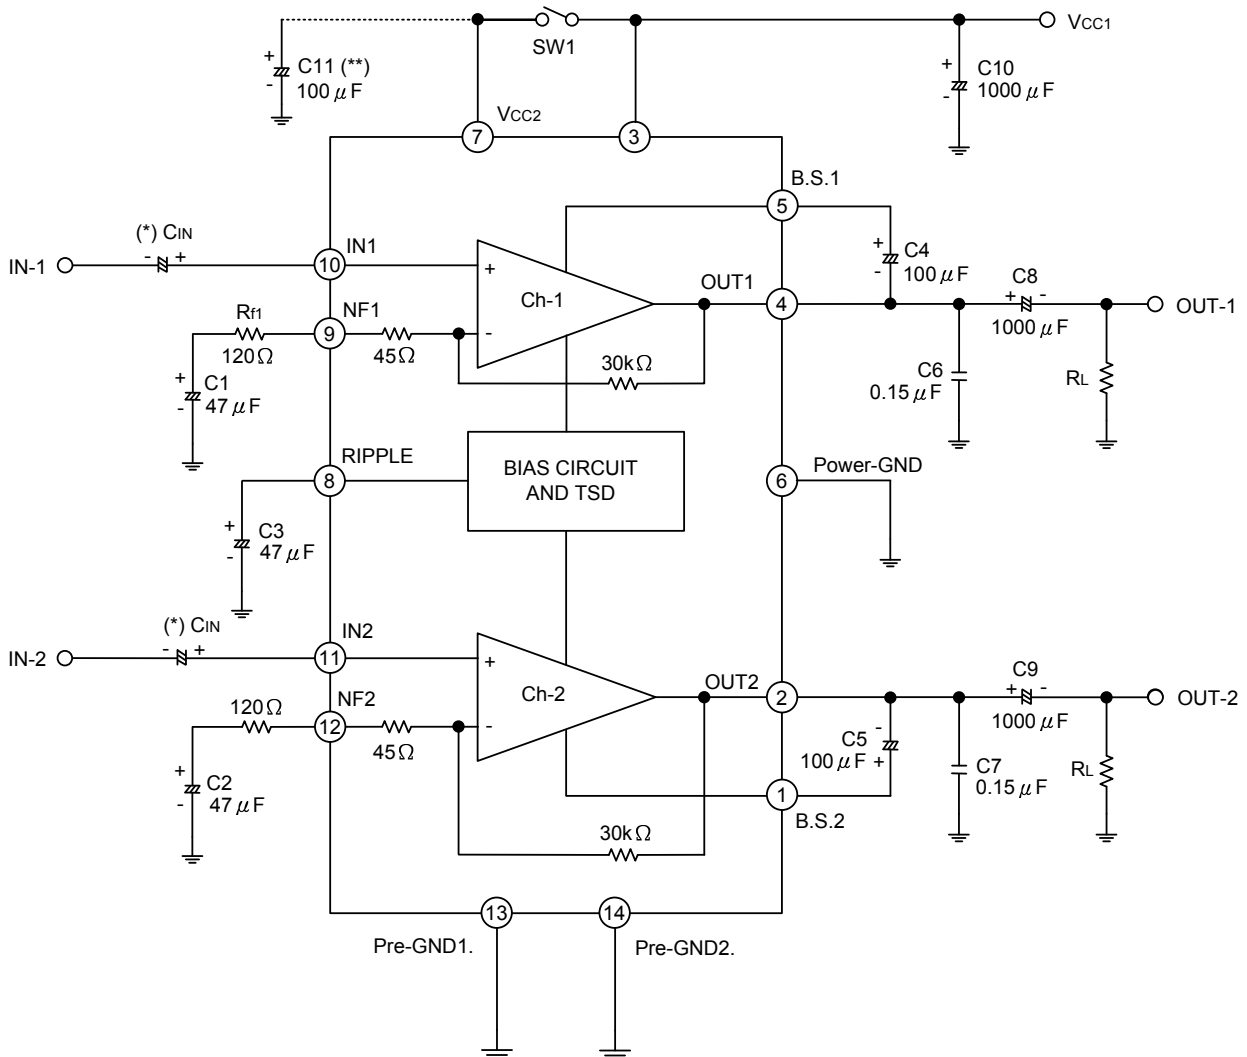 VCC1
SW1
+
C11 (**)
-
100 μF
+
C10
-
1000 μF
VCC2
7
3
B.S.1
5
(*) CIN
- +
IN1
IN-1
10
+
Ch-1
OUT1
4
+
C4
-
100 μF
C8
+ -
1000 μF
OUT-1
Rf1
120Ω
NF1
9
45Ω
-
30kΩ
+
C1
-
47 μF
C6
0.15 μF
RL
RIPPLE
8
BIAS CIRCUIT
AND TSD
Power-GND
6
+
C3
-
47 μF
(*) CIN
- +
IN2
IN-2
11
+
Ch-2
OUT2
2
C9
+ -
1000 μF
OUT-2
120Ω
NF2
12
45Ω
-
-
C5
100 μF
+
+
C2
-
47 μF
C7
0.15 μF
RL
1
B.S.2
30kΩ
13
14
Pre-GND1.
Pre-GND2.